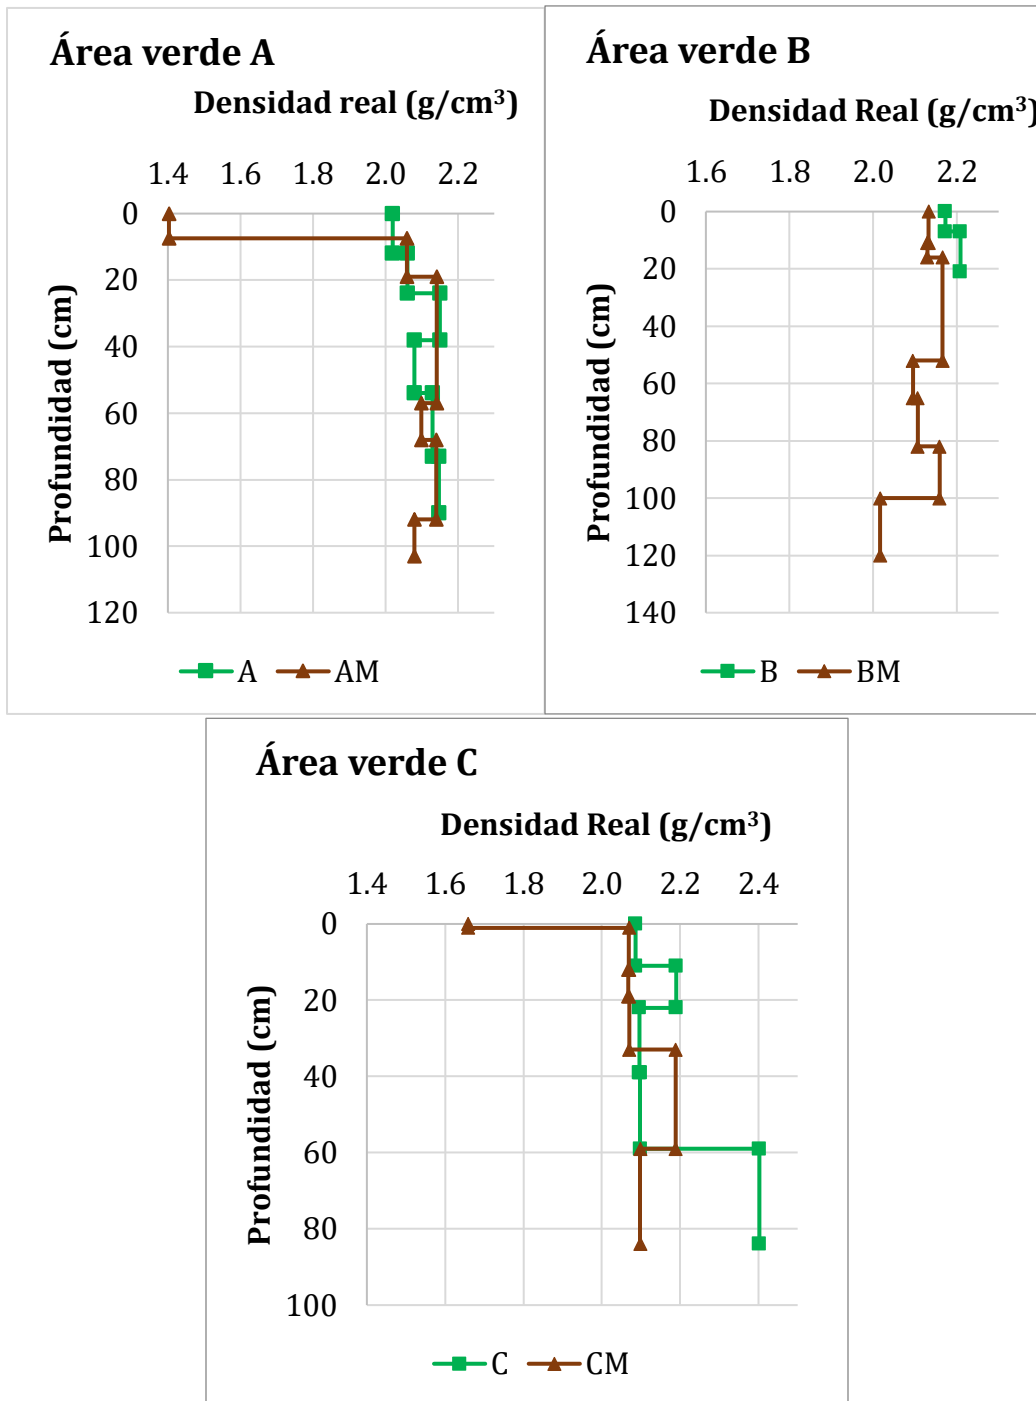 Área verde A
Densidad real (g/cm³)
1.4 1.6 1.8 2.0 2.2
0
20
40
60
80
100
120
Profundidad (cm)
A AM
Área verde B
Densidad Real (g/cm³)
1.6 1.8 2.0 2.2
0
20
40
60
80
100
120
140
Profundidad (cm)
B BM
Área verde C
Densidad Real (g/cm³)
1.4 1.6 1.8 2.0 2.2 2.4
0
20
40
60
80
100
Profundidad (cm)
C CM